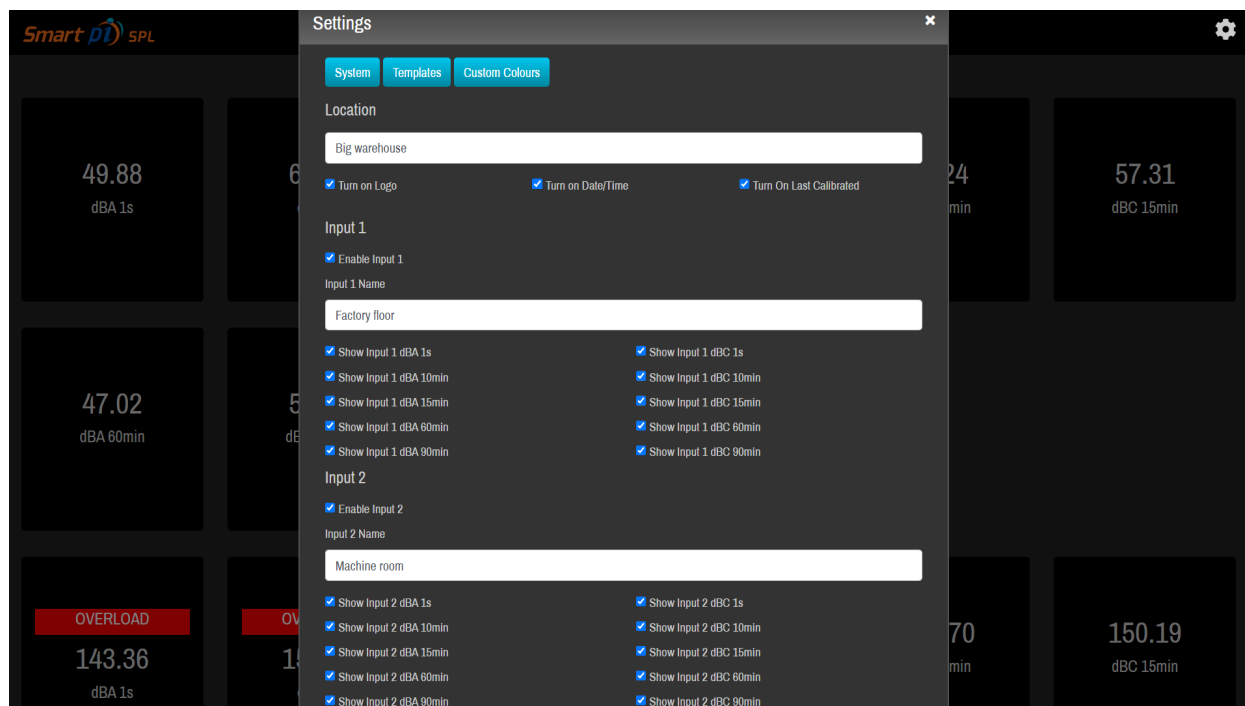 Smart pi SPL
Settings
×
System Templates Custom Colours
Location
Big warehouse
Turn on Logo Turn on Date/Time Turn On Last Calibrated
49.88
dBA 1s
24
min
57.31
dBC 15min
Input 1
Enable Input 1
Input 1 Name
Factory floor
Show Input 1 dBA 1s Show Input 1 dBC 1s
Show Input 1 dBA 10min Show Input 1 dBC 10min
Show Input 1 dBA 15min Show Input 1 dBC 15min
Show Input 1 dBA 60min Show Input 1 dBC 60min
Show Input 1 dBA 90min Show Input 1 dBC 90min
47.02
dBA 60min
Input 2
Enable Input 2
Input 2 Name
Machine room
Show Input 2 dBA 1s Show Input 2 dBC 1s
Show Input 2 dBA 10min Show Input 2 dBC 10min
Show Input 2 dBA 15min Show Input 2 dBC 15min
Show Input 2 dBA 60min Show Input 2 dBC 60min
Show Input 2 dBA 90min Show Input 2 dBC 90min
OVERLOAD
143.36
dBA 1s
70
min
150.19
dBC 15min